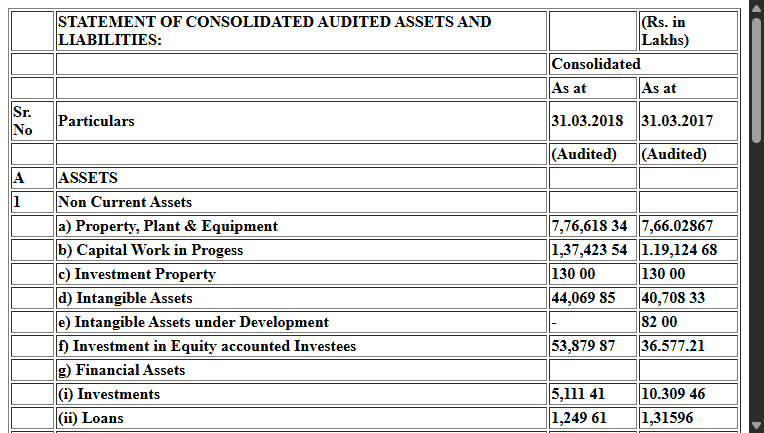 STATEMENT OF CONSOLIDATED AUDITED ASSETS AND LIABILITIES: (Rs. in Lakhs)
Consolidated
As at As at
Sr. No Particulars 31.03.2018 31.03.2017
(Audited) (Audited)
A ASSETS
1 Non Current Assets
a) Property, Plant & Equipment 7,76,618 34 7,66.02867
b) Capital Work in Progess 1,37,423 54 1.19,124 68
c) Investment Property 130 00 130 00
d) Intangible Assets 44,069 85 40,708 33
e) Intangible Assets under Development - 82 00
f) Investment in Equity accounted Investees 53,879 87 36.577.21
g) Financial Assets
(i) Investments 5,111 41 10.309 46
(ii) Loans 1,249 61 1,31596